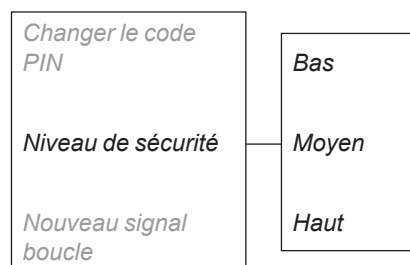 Changer le code
PIN
Niveau de sécurité
Nouveau signal
boucle
Bas
Moyen
Haut